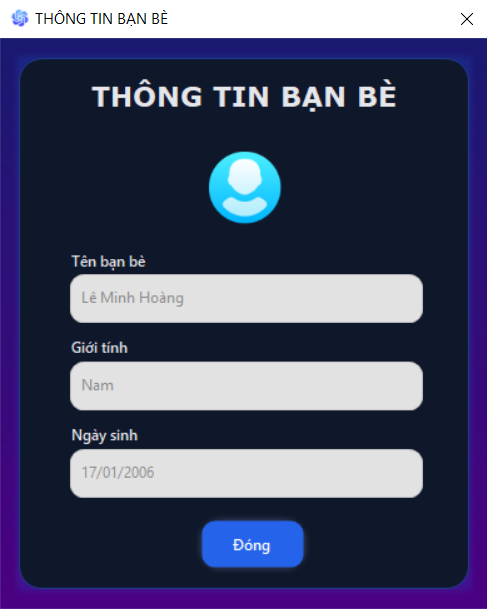 THÔNG TIN BẠN BÈ
THÔNG TIN BẠN BÈ
Tên bạn bè
Lê Minh Hoàng
Giới tính
Nam
Ngày sinh
17/01/2006
Đóng